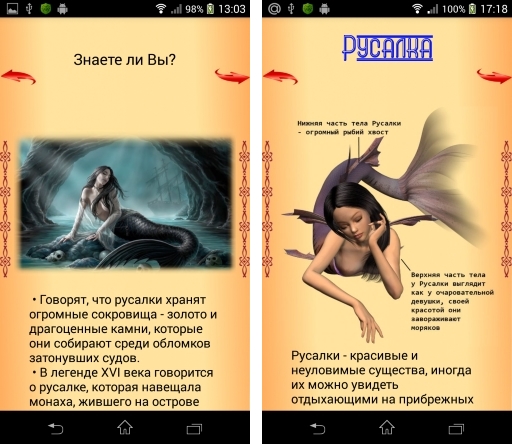 98% 13:03
Знаете ли Вы?
• Говорят, что русалки хранят
огромные сокровища - золото и
драгоценные камни, которые
они собирают среди обломков
затонувших судов.
• В легенде XVI века говорится
о русалке, которая навещала
монаха, жившего на острове
100% 17:18
РУСАЛКА
Нижняя часть тела Русалки
- огромный рыбий хвост
Верхняя часть тела
у Русалки выглядит
как у очаровательной
девушки, своей
красотой они
завораживают
моряков
Русалки - красивые и
неуловимые существа, иногда
их можно увидеть
отдыхающими на прибрежных